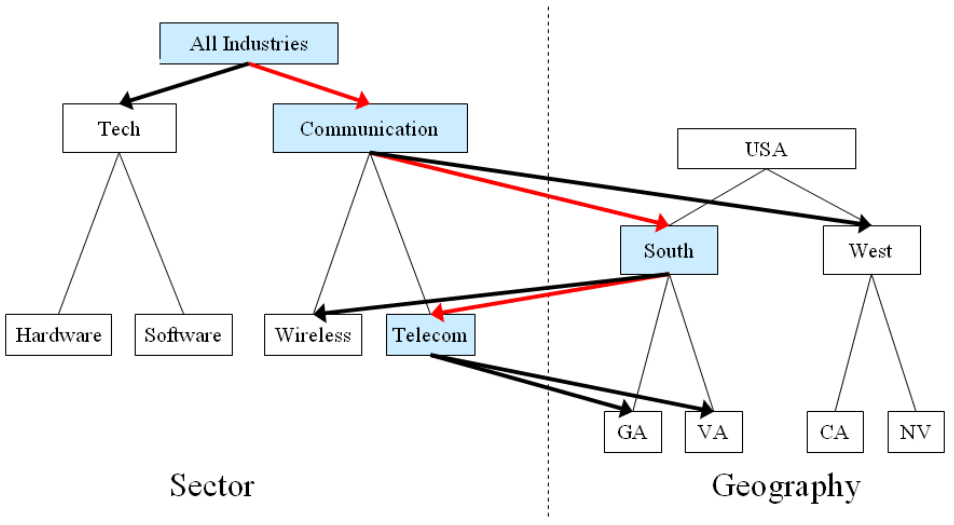 All Industries
Tech
Communication
USA
South
West
Hardware
Software
Wireless
Telecom
GA
VA
CA
NV
Sector
Geography